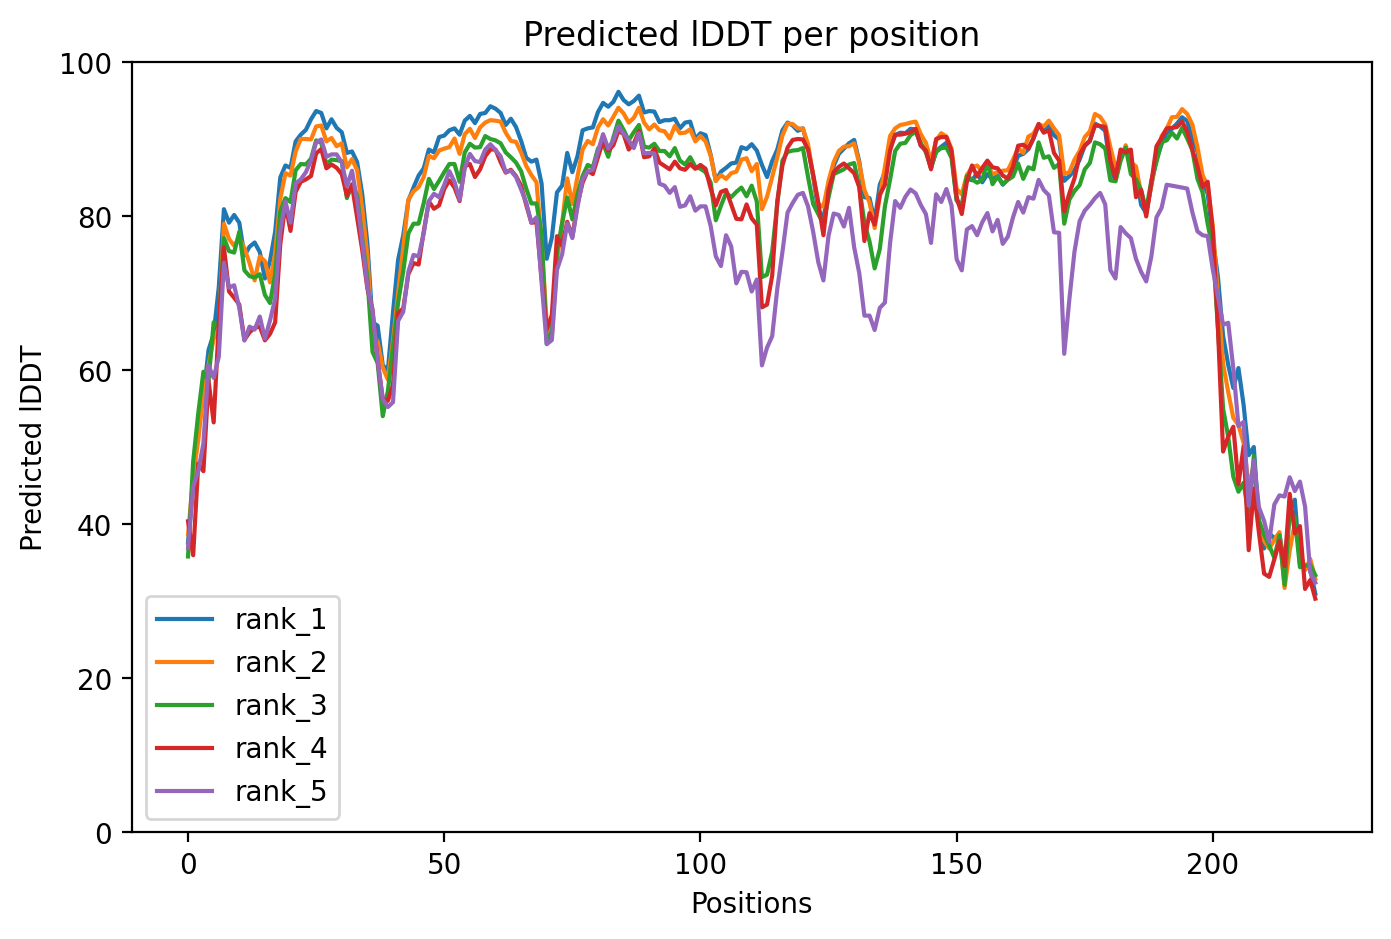 Predicted lDDT per position
100
80
60
40
20
0
Predicted lDDT
rank_1
rank_2
rank_3
rank_4
rank_5
0 50 100 150 200
Positions